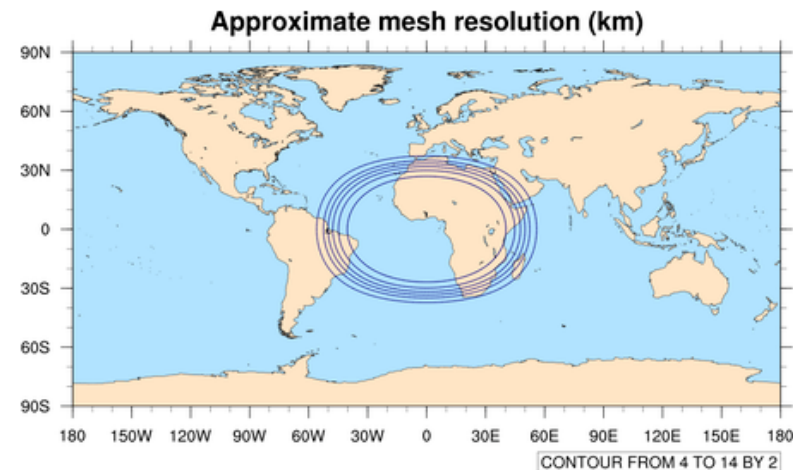 Approximate mesh resolution (km)
90N
60N
30N
0
30S
60S
90S
180 150W 120W 90W 60W 30W 0 30E 60E 90E 120E 150E 180
CONTOUR FROM 4 TO 14 BY 2